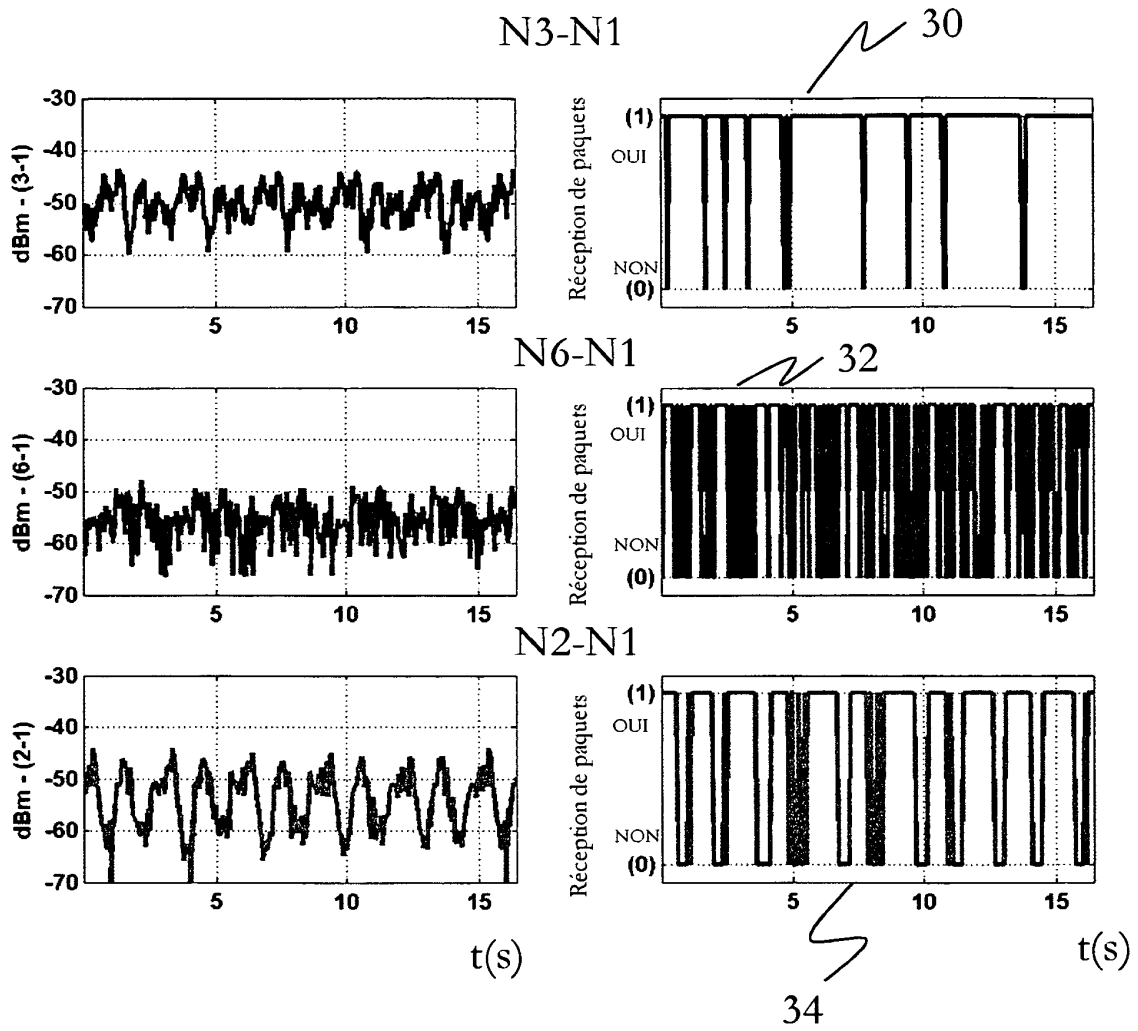 N3-N1
30
dBm - (3-1)
-30
-40
-50
-60
-70
5
10
15
Réception de paquets
(1)
OUI
NON
(0)
5
10
15
N6-N1
32
dBm - (6-1)
-30
-40
-50
-60
-70
5
10
15
Réception de paquets
(1)
OUI
NON
(0)
5
10
15
N2-N1
dBm - (2-1)
-30
-40
-50
-60
-70
5
10
15
Réception de paquets
(1)
OUI
NON
(0)
5
10
15
t(s)
t(s)
34